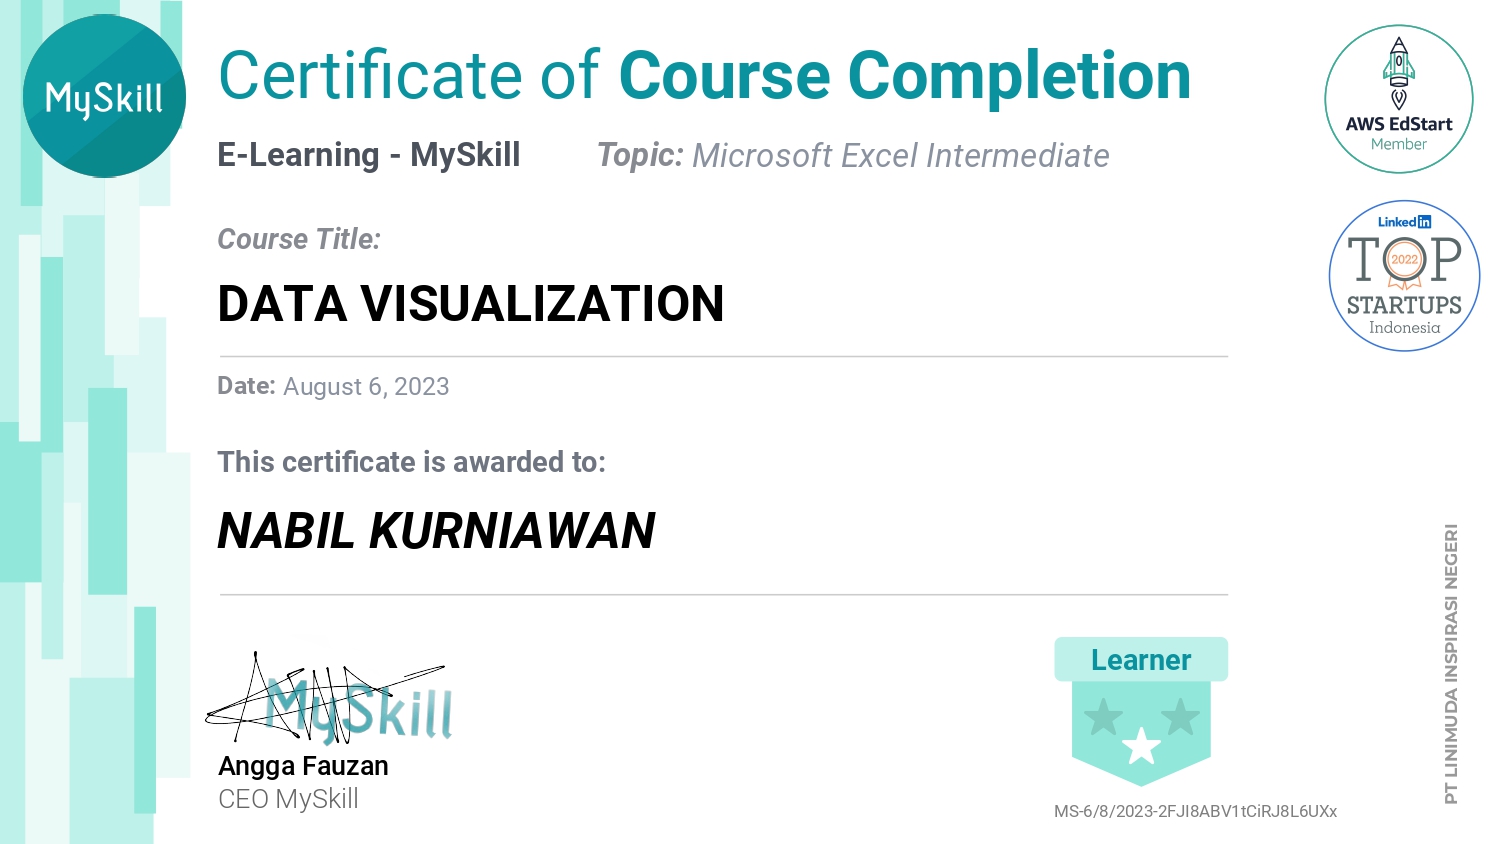 MySkill
Certificate of Course Completion
E-Learning - MySkill
Topic: Microsoft Excel Intermediate
AWS EdStart
Member
Linked in
TOP
2022
STARTUPS
Indonesia
Course Title:
DATA VISUALIZATION
Date: August 6, 2023
This certificate is awarded to:
NABIL KURNIAWAN
MySkill
Angga Fauzan
CEO MySkill
Learner
MS-6/8/2023-2FJI8ABV1tCiRJ8L6UXx
PT LINIMUDA INSPIRASI NEGERI